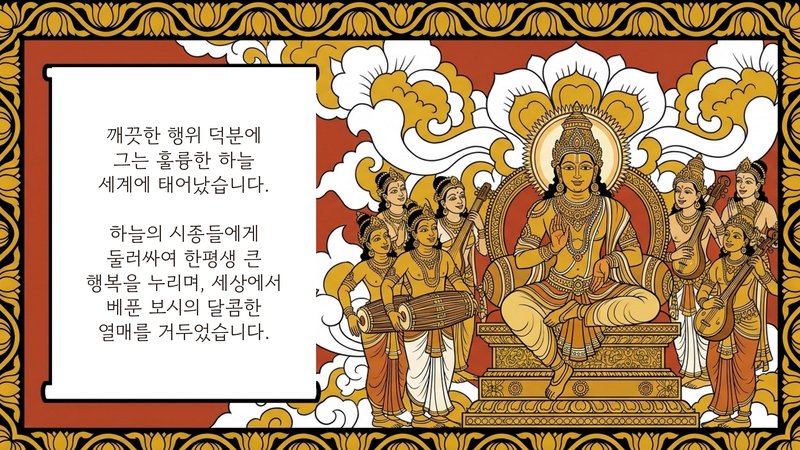 깨끗한 행위 덕분에
그는 훌륭한 하늘
세계에 태어났습니다.
하늘의 시종들에게
둘러싸여 한평생 큰
행복을 누리며, 세상에서
베푼 보시의 달콤한
열매를 거두었습니다.